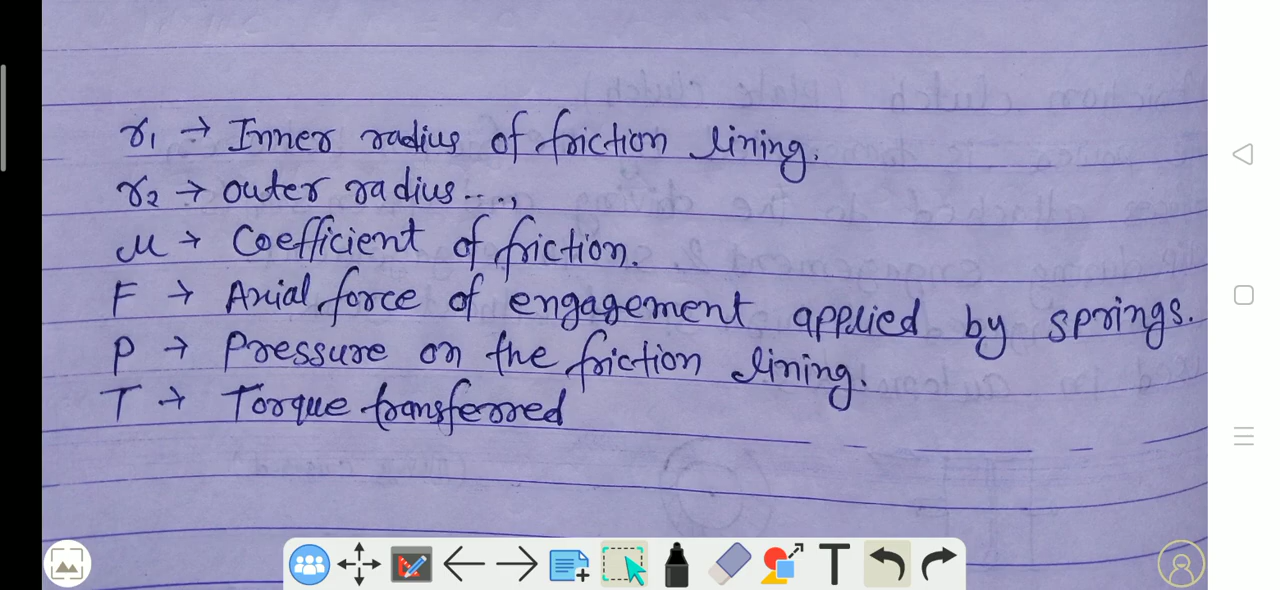 r₁ → Inner radius of friction lining.
r₂ → outer radius...,
μ → Coefficient of friction.
F → Axial force of engagement applied by springs.
P → Pressure on the friction lining.
T → Torque transferred
T